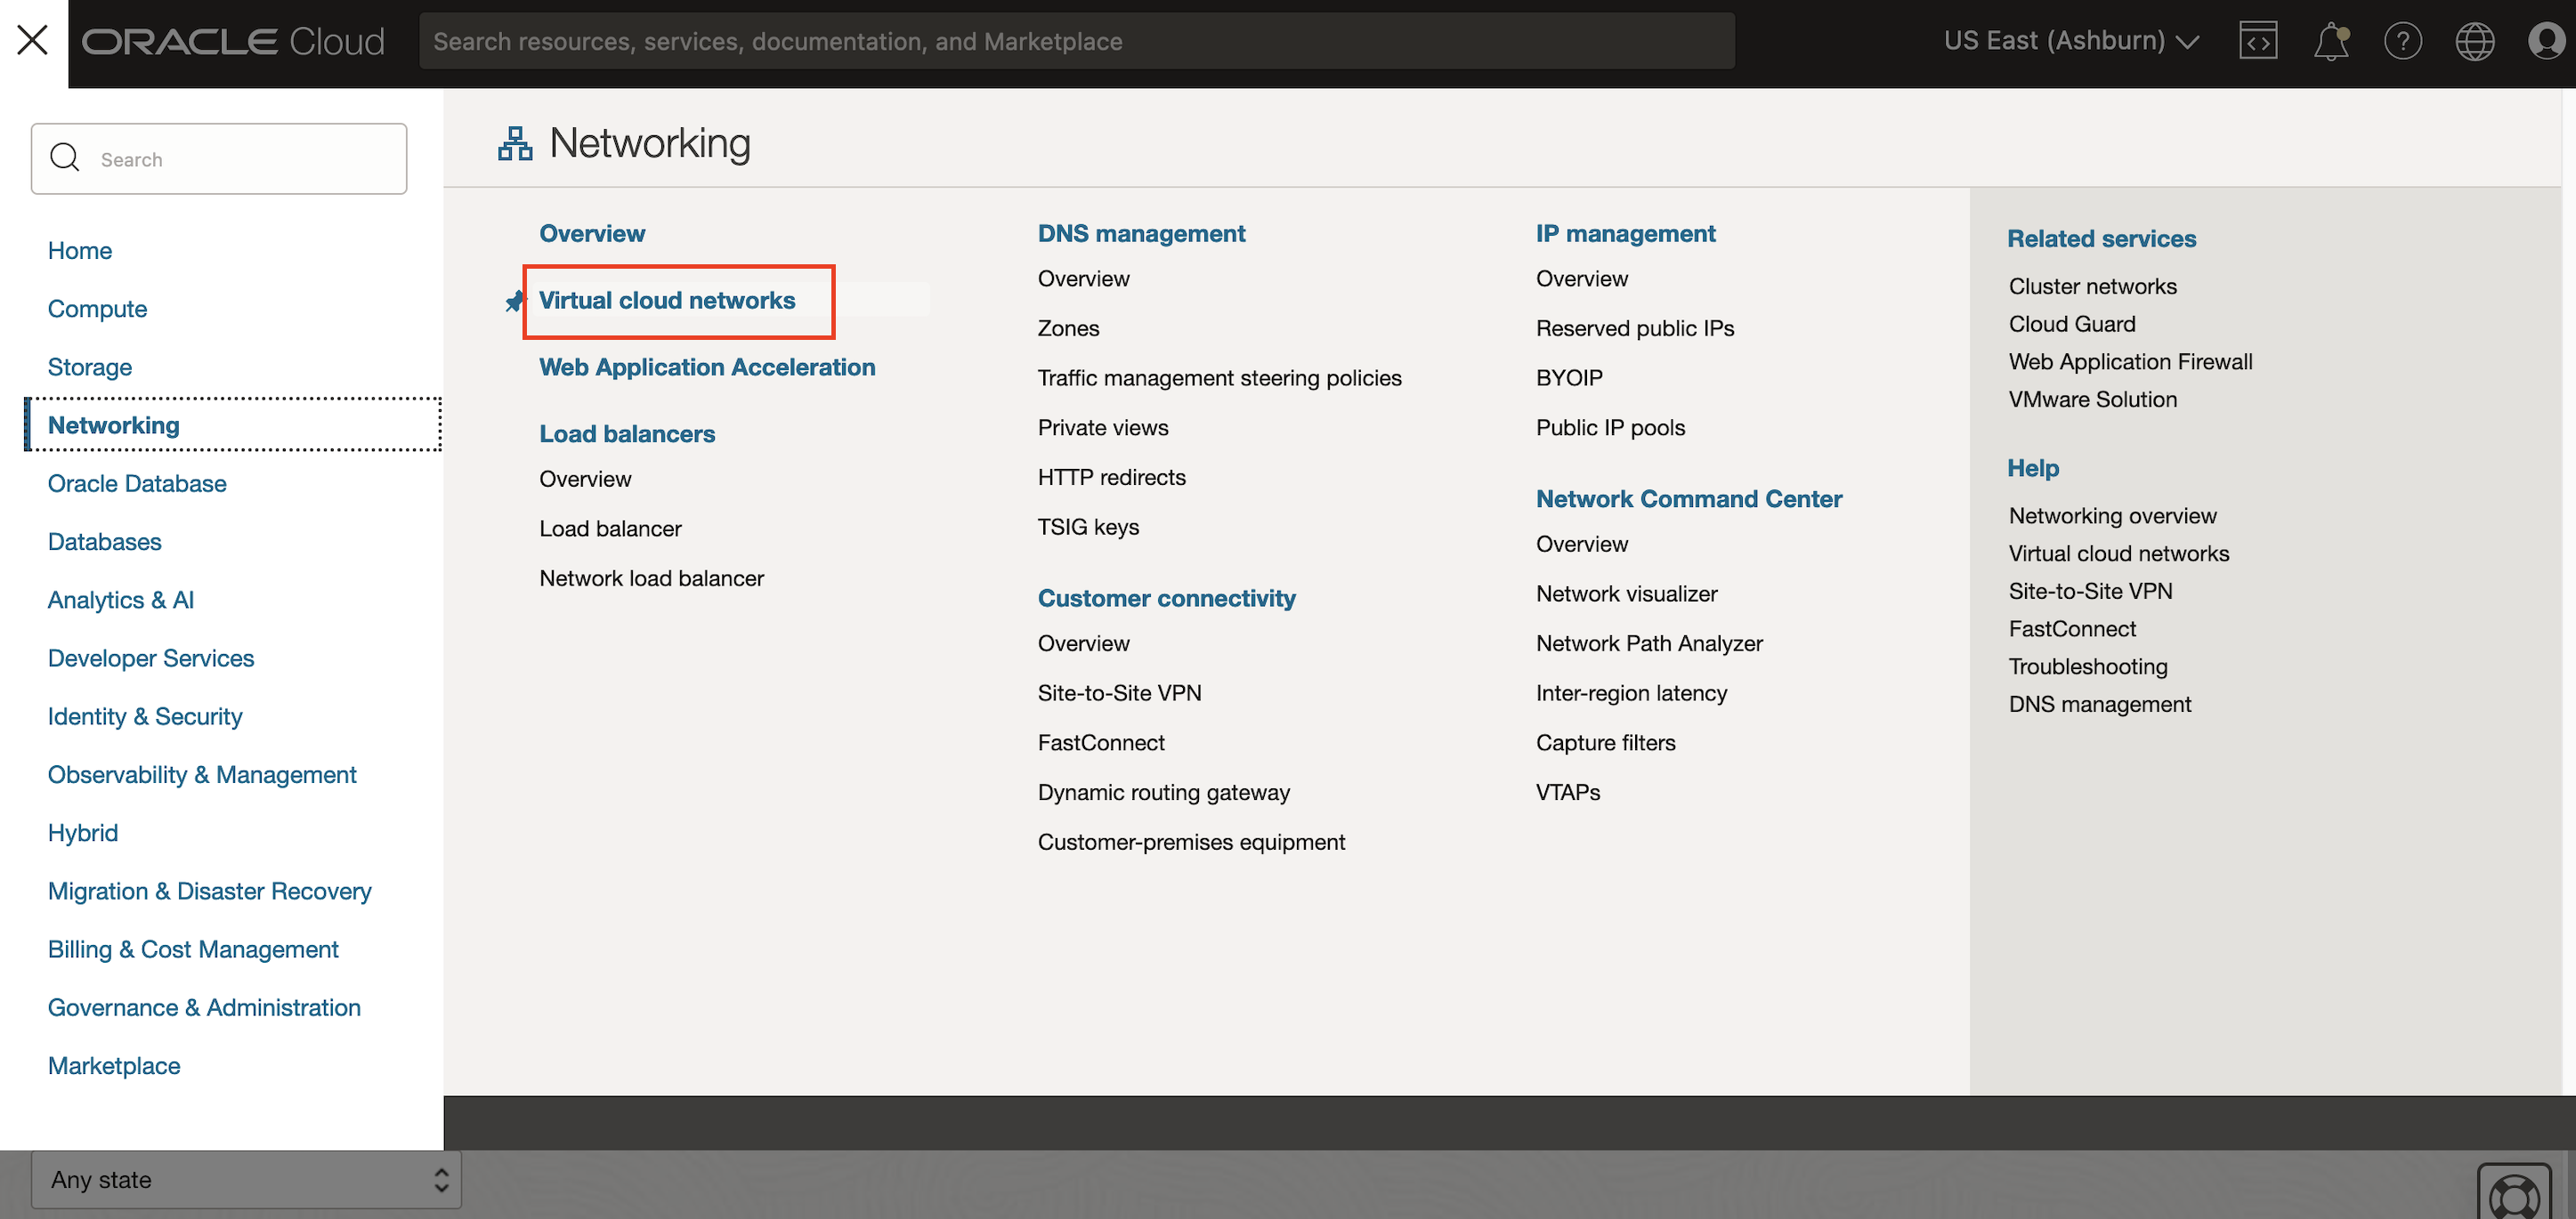 ORACLE Cloud
Search resources, services, documentation, and Marketplace
US East (Ashburn)
Search
Home
Compute
Storage
Networking
Oracle Database
Databases
Analytics & AI
Developer Services
Identity & Security
Observability & Management
Hybrid
Migration & Disaster Recovery
Billing & Cost Management
Governance & Administration
Marketplace
Networking
Overview
Virtual cloud networks
Web Application Acceleration
Load balancers
Overview
Load balancer
Network load balancer
DNS management
Overview
Zones
Traffic management steering policies
Private views
HTTP redirects
TSIG keys
Customer connectivity
Overview
Site-to-Site VPN
FastConnect
Dynamic routing gateway
Customer-premises equipment
IP management
Overview
Reserved public IPs
BYOIP
Public IP pools
Network Command Center
Overview
Network visualizer
Network Path Analyzer
Inter-region latency
Capture filters
VTAPs
Related services
Cluster networks
Cloud Guard
Web Application Firewall
VMware Solution
Help
Networking overview
Virtual cloud networks
Site-to-Site VPN
FastConnect
Troubleshooting
DNS management
Any state